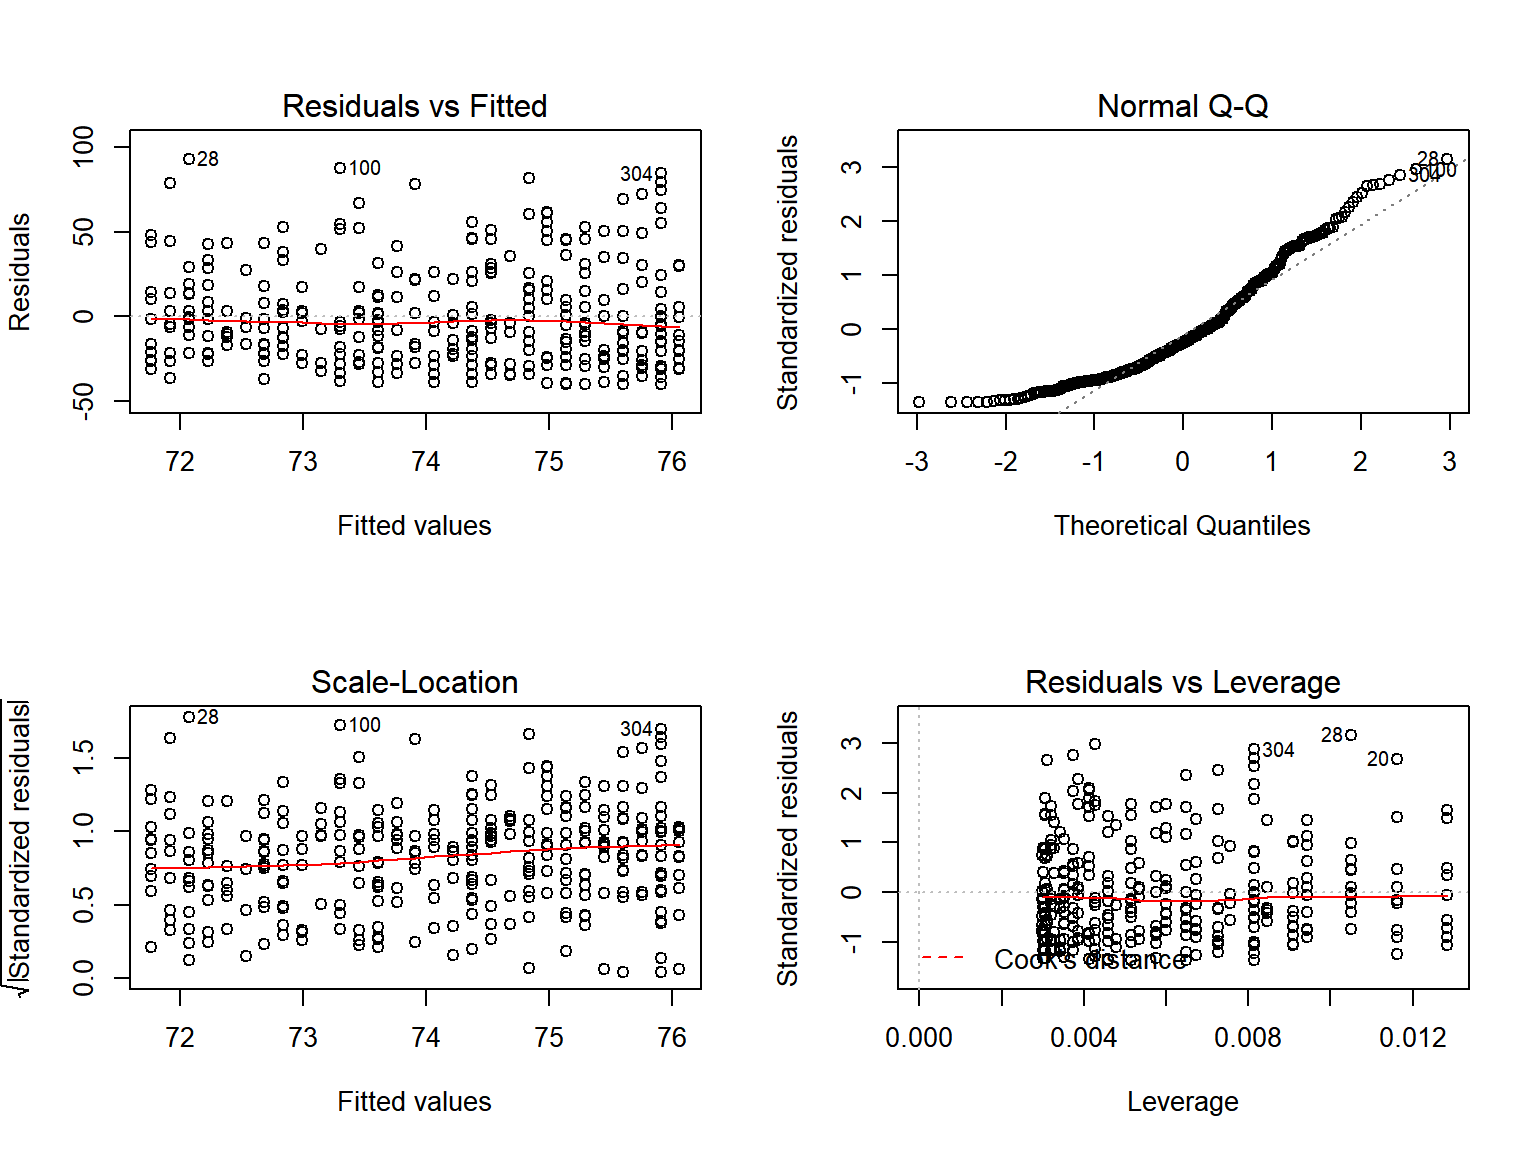 Residuals vs Fitted
Residuals
100
50
0
-50
28
100
304
72 73 74 75 76
Fitted values
Normal Q-Q
Standardized residuals
3
2
1
0
-1
28
100
304
-3 -2 -1 0 1 2 3
Theoretical Quantiles
Scale-Location
√|Standardized residuals|
1.5
1.0
0.5
0.0
28
100
304
72 73 74 75 76
Fitted values
Residuals vs Leverage
Standardized residuals
3
2
1
0
-1
28
304
20
Cook's distance
0.000 0.004 0.008 0.012
Leverage